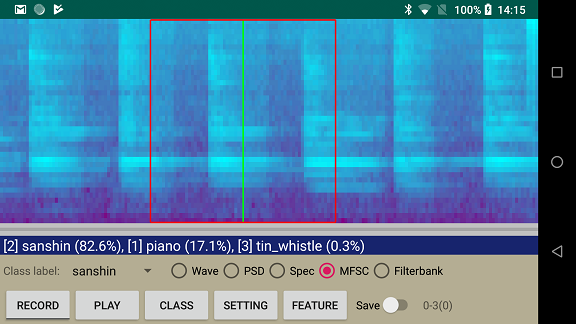 100% 14:15
[2] sanshin (82.6%), [1] piano (17.1%), [3] tin_whistle (0.3%)
Class label: sanshin Wave PSD Spec MFSC Filterbank
RECORD PLAY CLASS SETTING FEATURE Save 0-3(0)